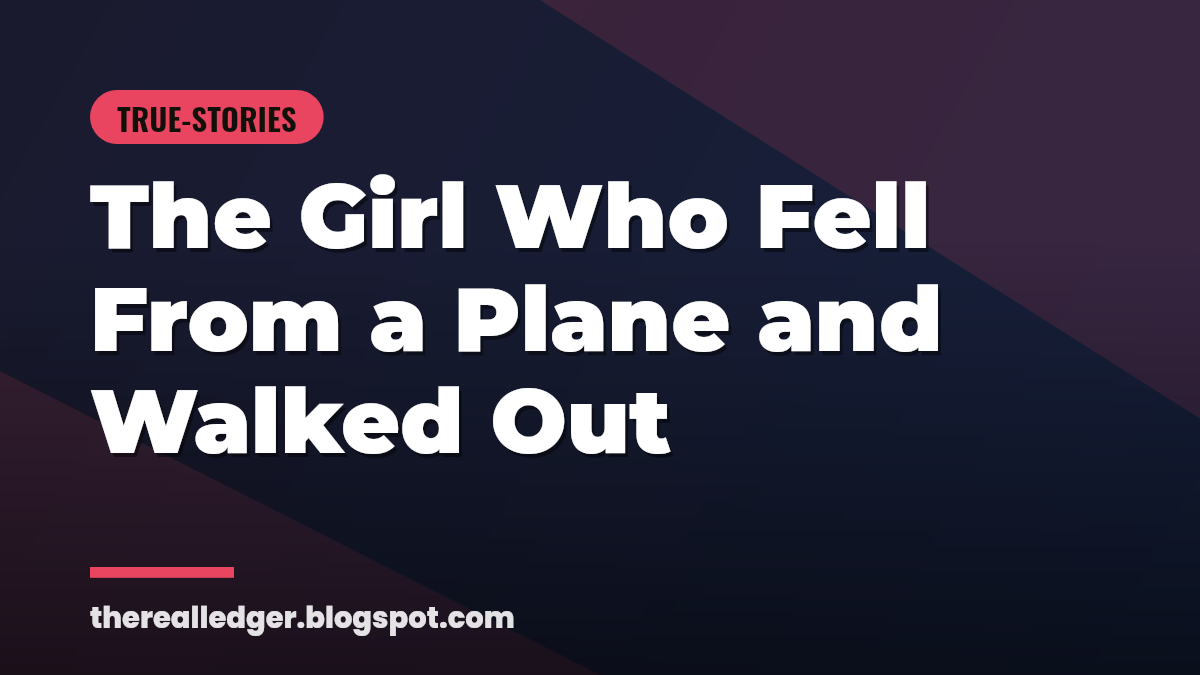 TRUE-STORIES
The Girl Who Fell
From a Plane and
Walked Out
therealledger.blogspot.com